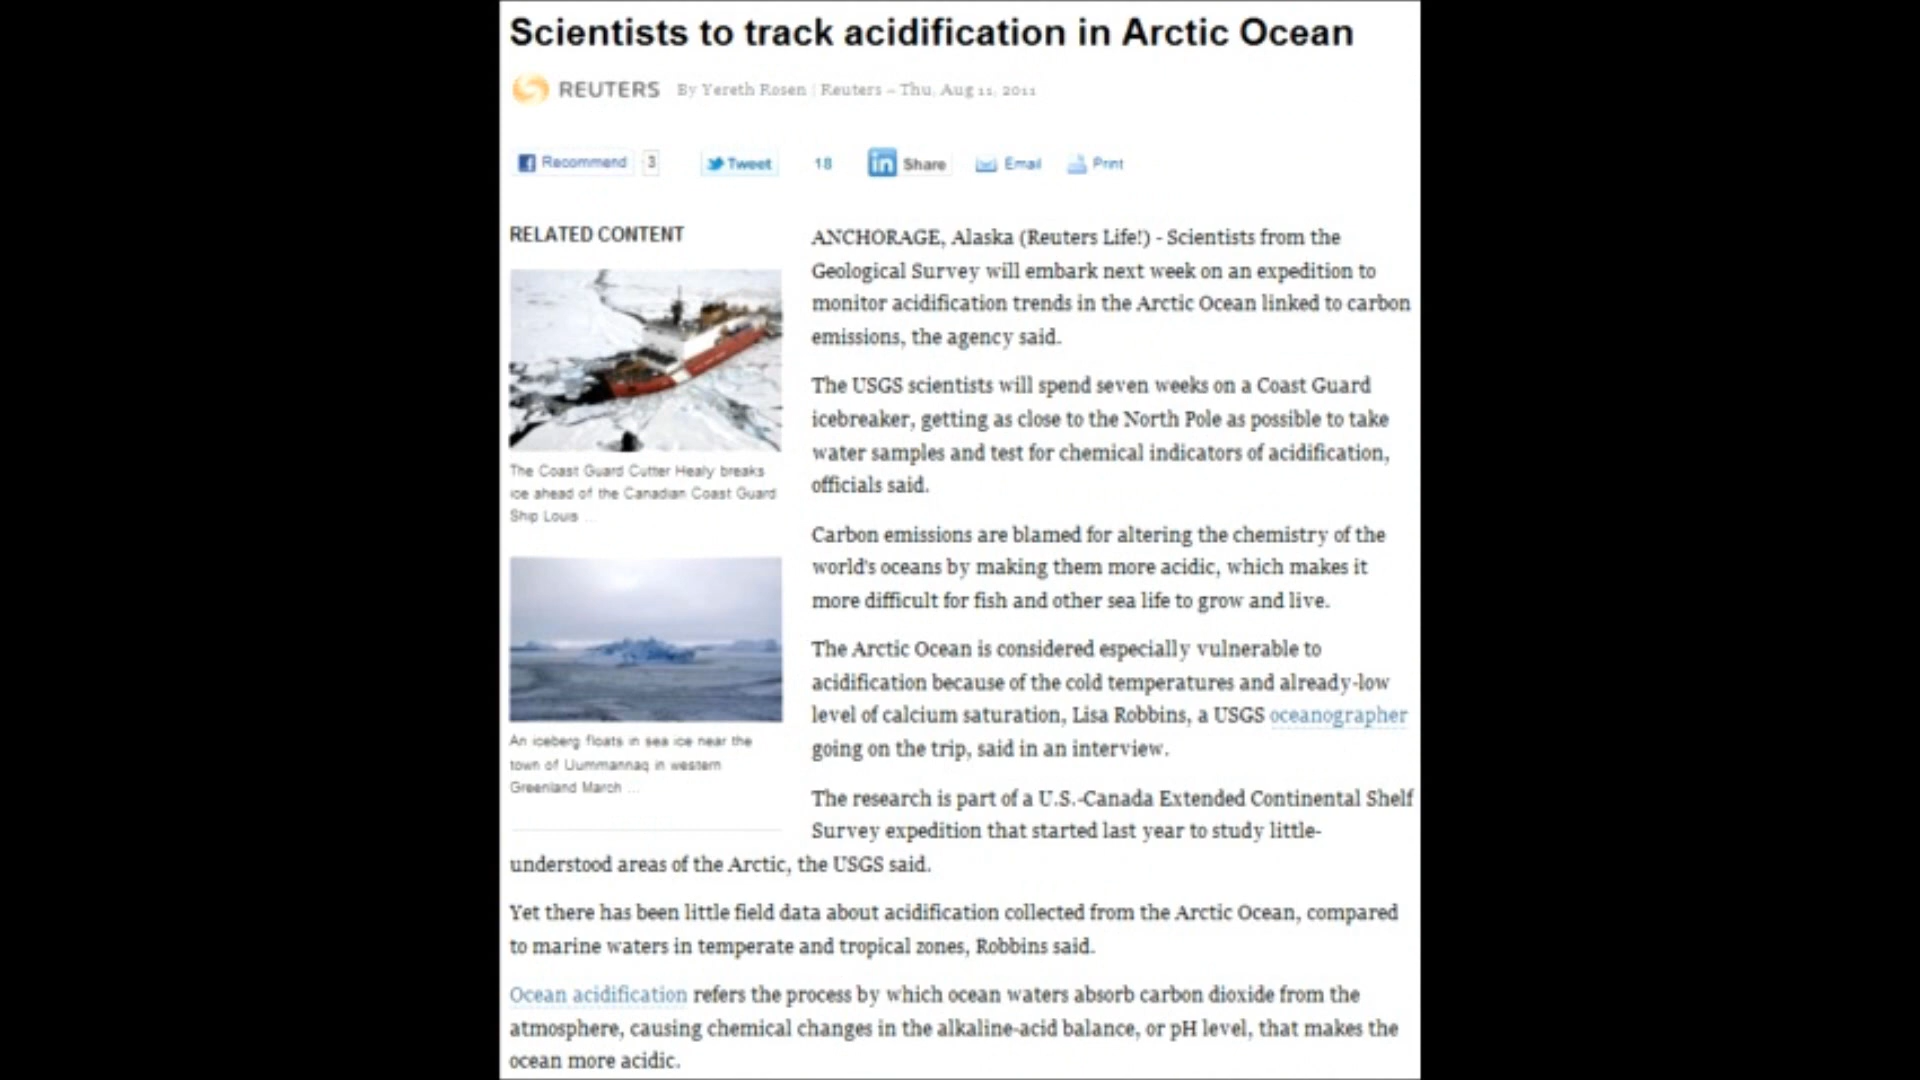 Scientists to track acidification in Arctic Ocean
REUTERS By Yereth Rosen | Reuters – Thu, Aug 11, 2011
Recommend 3 Tweet 18 in Share Email Print
RELATED CONTENT
The Coast Guard Cutter Healy breaks
ice ahead of the Canadian Coast Guard
Ship Louis ...
An iceberg floats in sea ice near the
town of Uummannaq in western
Greenland March ...
ANCHORAGE, Alaska (Reuters Life!) - Scientists from the
Geological Survey will embark next week on an expedition to
monitor acidification trends in the Arctic Ocean linked to carbon
emissions, the agency said.
The USGS scientists will spend seven weeks on a Coast Guard
icebreaker, getting as close to the North Pole as possible to take
water samples and test for chemical indicators of acidification,
officials said.
Carbon emissions are blamed for altering the chemistry of the
world's oceans by making them more acidic, which makes it
more difficult for fish and other sea life to grow and live.
The Arctic Ocean is considered especially vulnerable to
acidification because of the cold temperatures and already-low
level of calcium saturation, Lisa Robbins, a USGS oceanographer
going on the trip, said in an interview.
The research is part of a U.S.-Canada Extended Continental Shelf
Survey expedition that started last year to study little-
understood areas of the Arctic, the USGS said.
Yet there has been little field data about acidification collected from the Arctic Ocean, compared
to marine waters in temperate and tropical zones, Robbins said.
Ocean acidification refers the process by which ocean waters absorb carbon dioxide from the
atmosphere, causing chemical changes in the alkaline-acid balance, or pH level, that makes the
ocean more acidic.